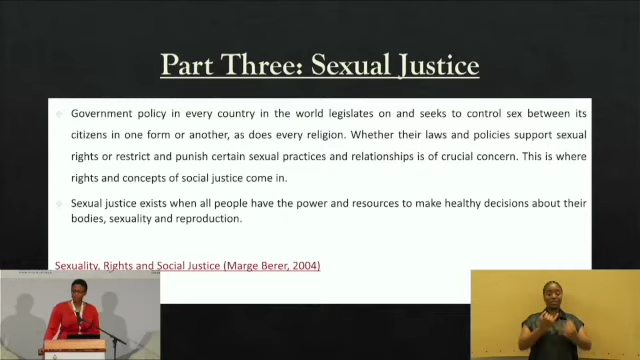 Part Three: Sexual Justice
Government policy in every country in the world legislates on and seeks to control sex between its
citizens in one form or another, as does every religion. Whether their laws and policies support sexual
rights or restrict and punish certain sexual practices and relationships is of crucial concern. This is where
rights and concepts of social justice come in.
Sexual justice exists when all people have the power and resources to make healthy decisions about their
bodies, sexuality and reproduction.
Sexuality, Rights and Social Justice (Marge Berer, 2004)